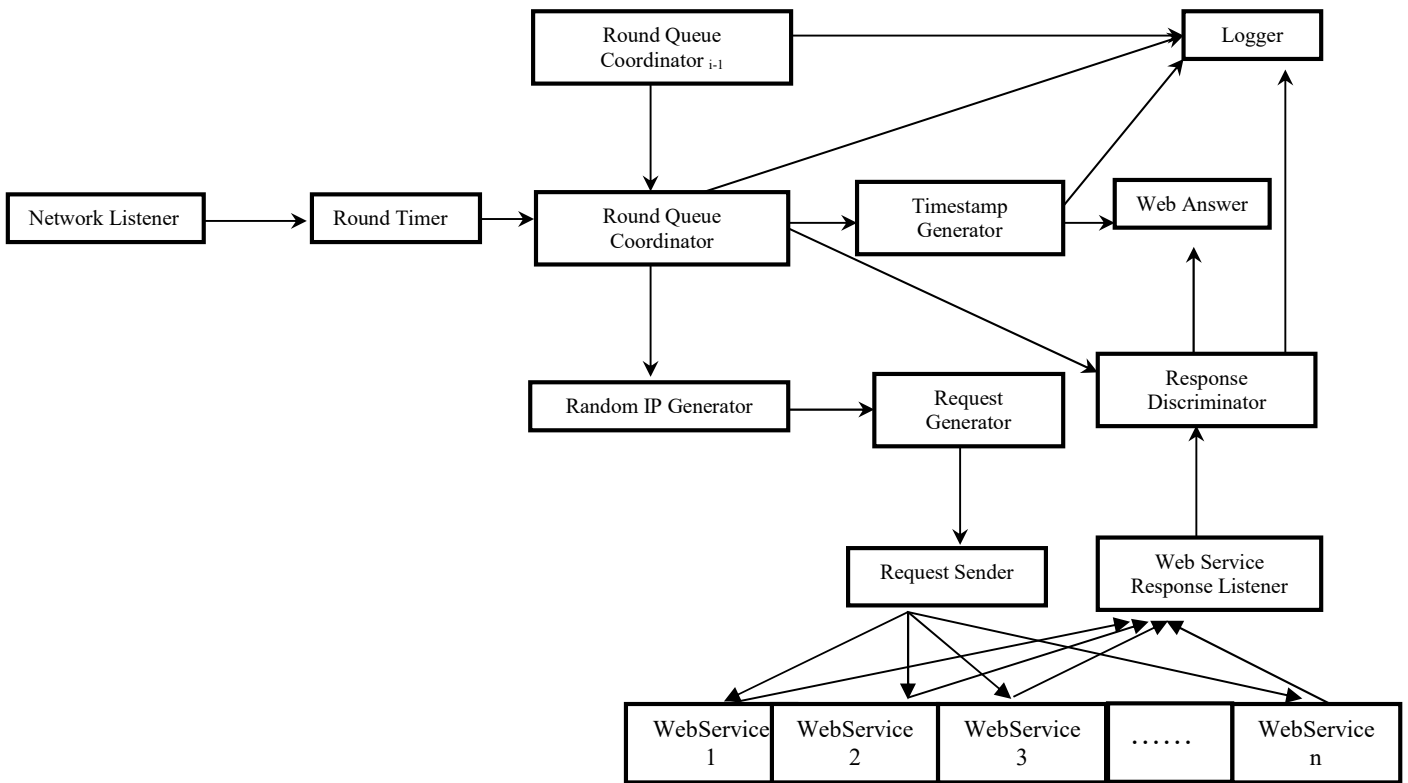 Round Queue
Coordinator i-1
Logger
Network Listener
Round Timer
Round Queue
Coordinator
Timestamp
Generator
Web Answer
Random IP Generator
Request
Generator
Response
Discriminator
Request Sender
Web Service
Response Listener
WebService
1
WebService
2
WebService
3
......
WebService
n